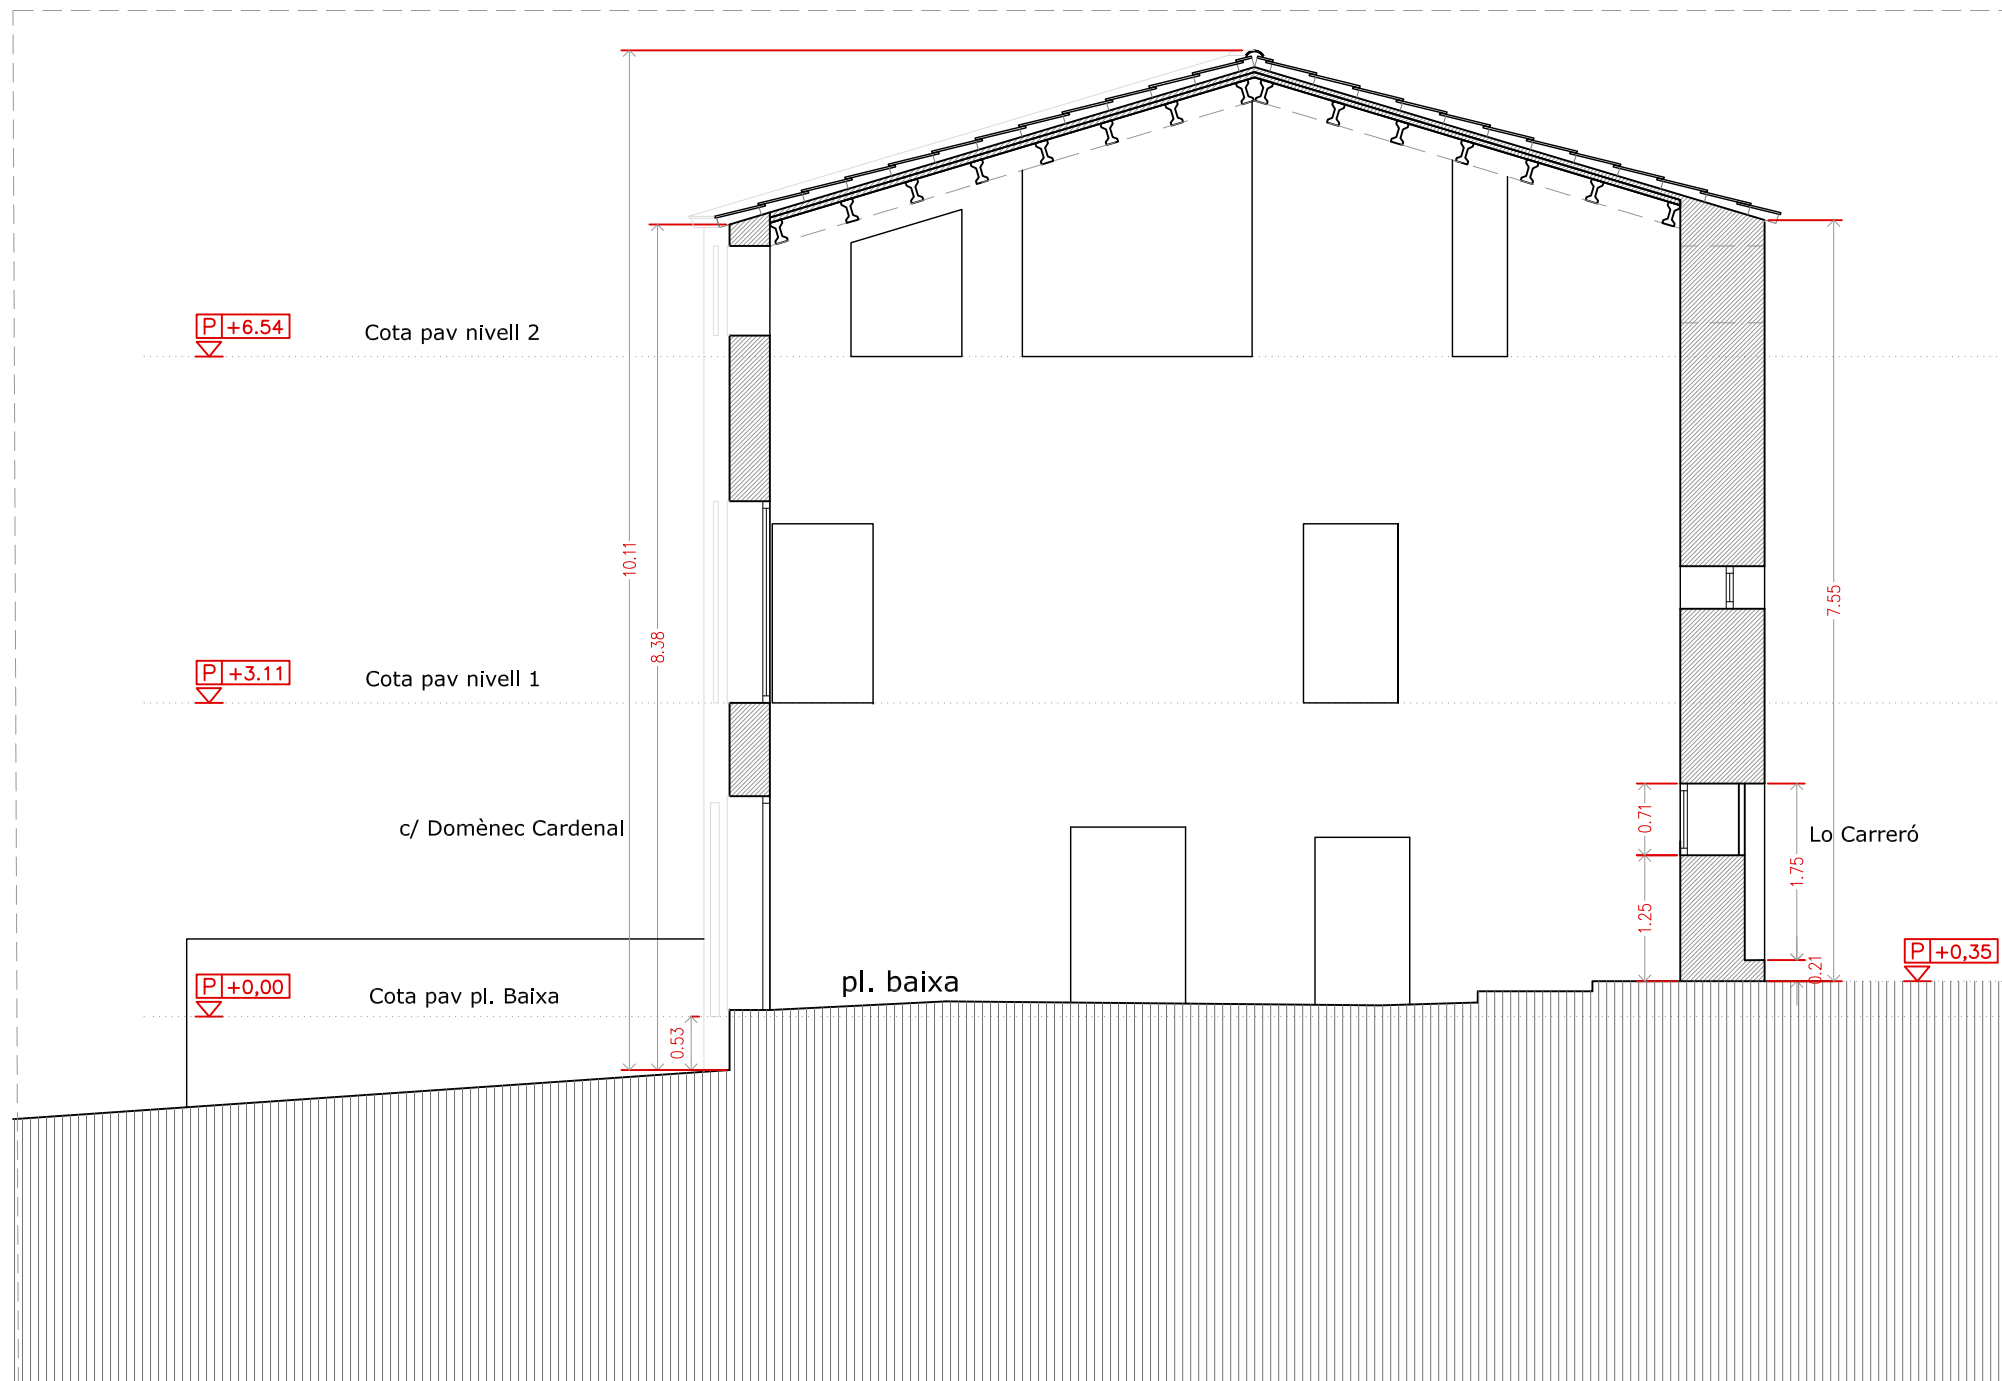 P +6.54
Cota pav nivell 2
10.11
8.38
7.55
P +3.11
Cota pav nivell 1
c/ Domènec Cardenal
0.71
Lo Carreró
1.75
1.25
P +0,35
0.21
pl. baixa
P +0,00
Cota pav pl. Baixa
0.53